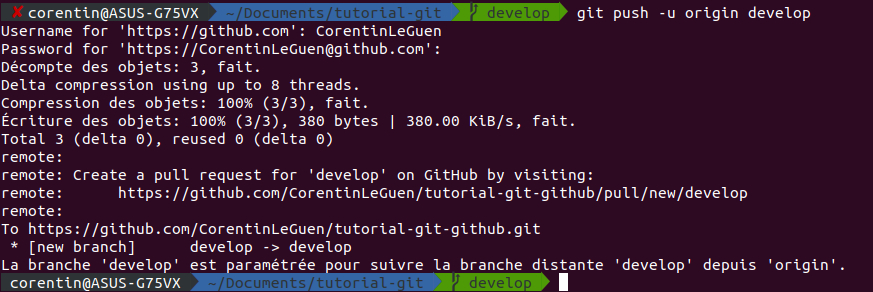 ✘ corentin@ASUS-G75VX ~/Documents/tutorial-git develop git push -u origin develop
Username for 'https://github.com': CorentinLeGuen
Password for 'https://CorentinLeGuen@github.com':
Décompte des objets: 3, fait.
Delta compression using up to 8 threads.
Compression des objets: 100% (3/3), fait.
Écriture des objets: 100% (3/3), 380 bytes | 380.00 KiB/s, fait.
Total 3 (delta 0), reused 0 (delta 0)
remote:
remote: Create a pull request for 'develop' on GitHub by visiting:
remote:      https://github.com/CorentinLeGuen/tutorial-git-github/pull/new/develop
remote:
To https://github.com/CorentinLeGuen/tutorial-git-github.git
 * [new branch]      develop -> develop
La branche 'develop' est paramétrée pour suivre la branche distante 'develop' depuis 'origin'.
corentin@ASUS-G75VX ~/Documents/tutorial-git develop